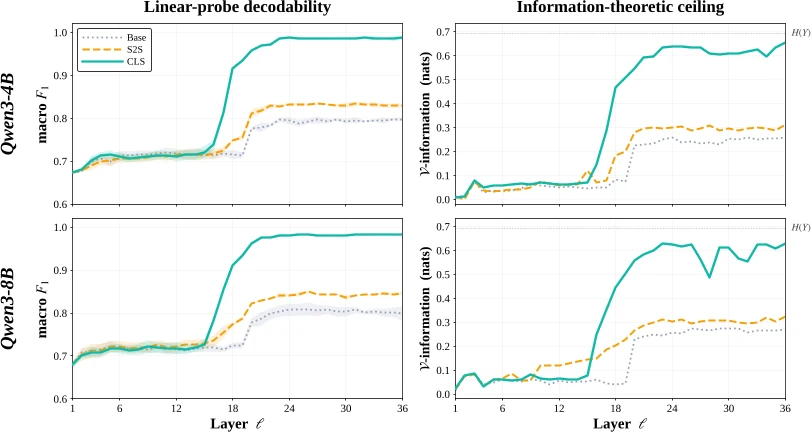 Linear-probe decodability
Information-theoretic ceiling
Qwen3-4B
macro F₁
1.0
0.9
0.8
0.7
0.6
Base
S2S
CLS
𝒱-information (nats)
0.7
0.6
0.5
0.4
0.3
0.2
0.1
0.0
H(Y)
Qwen3-8B
macro F₁
1.0
0.9
0.8
0.7
0.6
1 6 12 18 24 30 36
Layer ℓ
𝒱-information (nats)
0.7
0.6
0.5
0.4
0.3
0.2
0.1
0.0
H(Y)
1 6 12 18 24 30 36
Layer ℓ